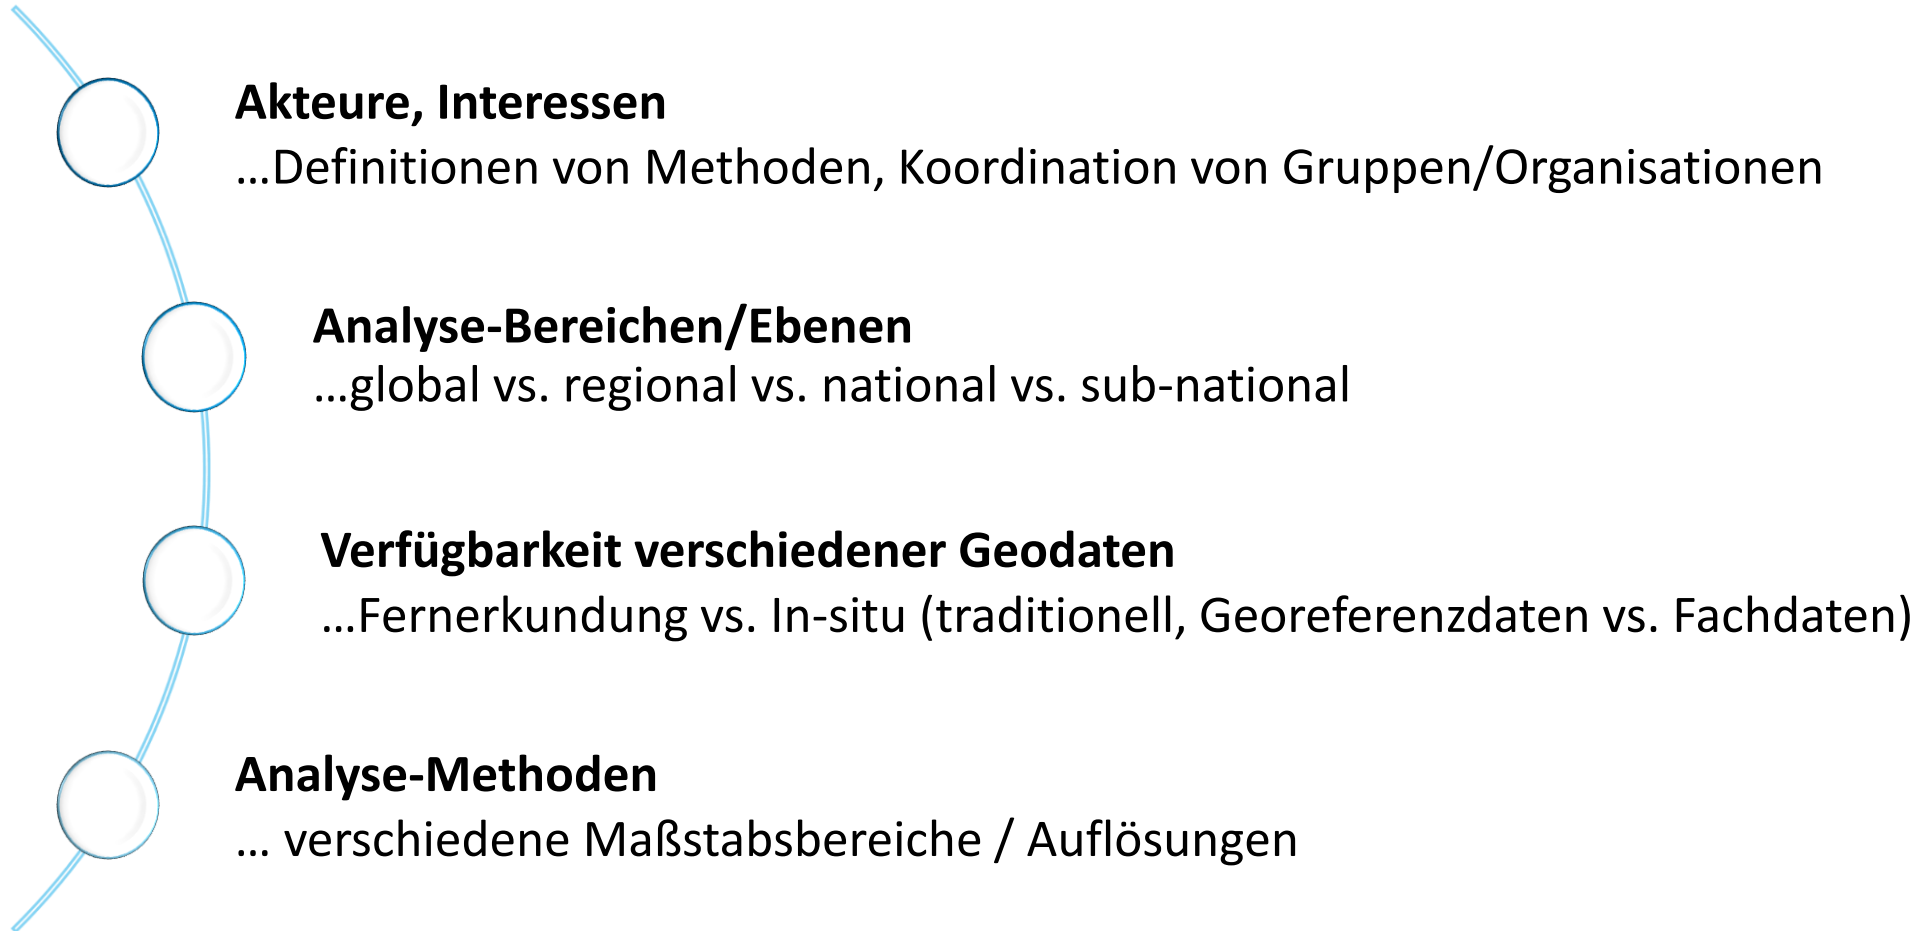 Akteure, Interessen
…Definitionen von Methoden, Koordination von Gruppen/Organisationen
Analyse-Bereichen/Ebenen
…global vs. regional vs. national vs. sub-national
Verfügbarkeit verschiedener Geodaten
…Fernerkundung vs. In-situ (traditionell, Georeferenzdaten vs. Fachdaten)
Analyse-Methoden
… verschiedene Maßstabsbereiche / Auflösungen